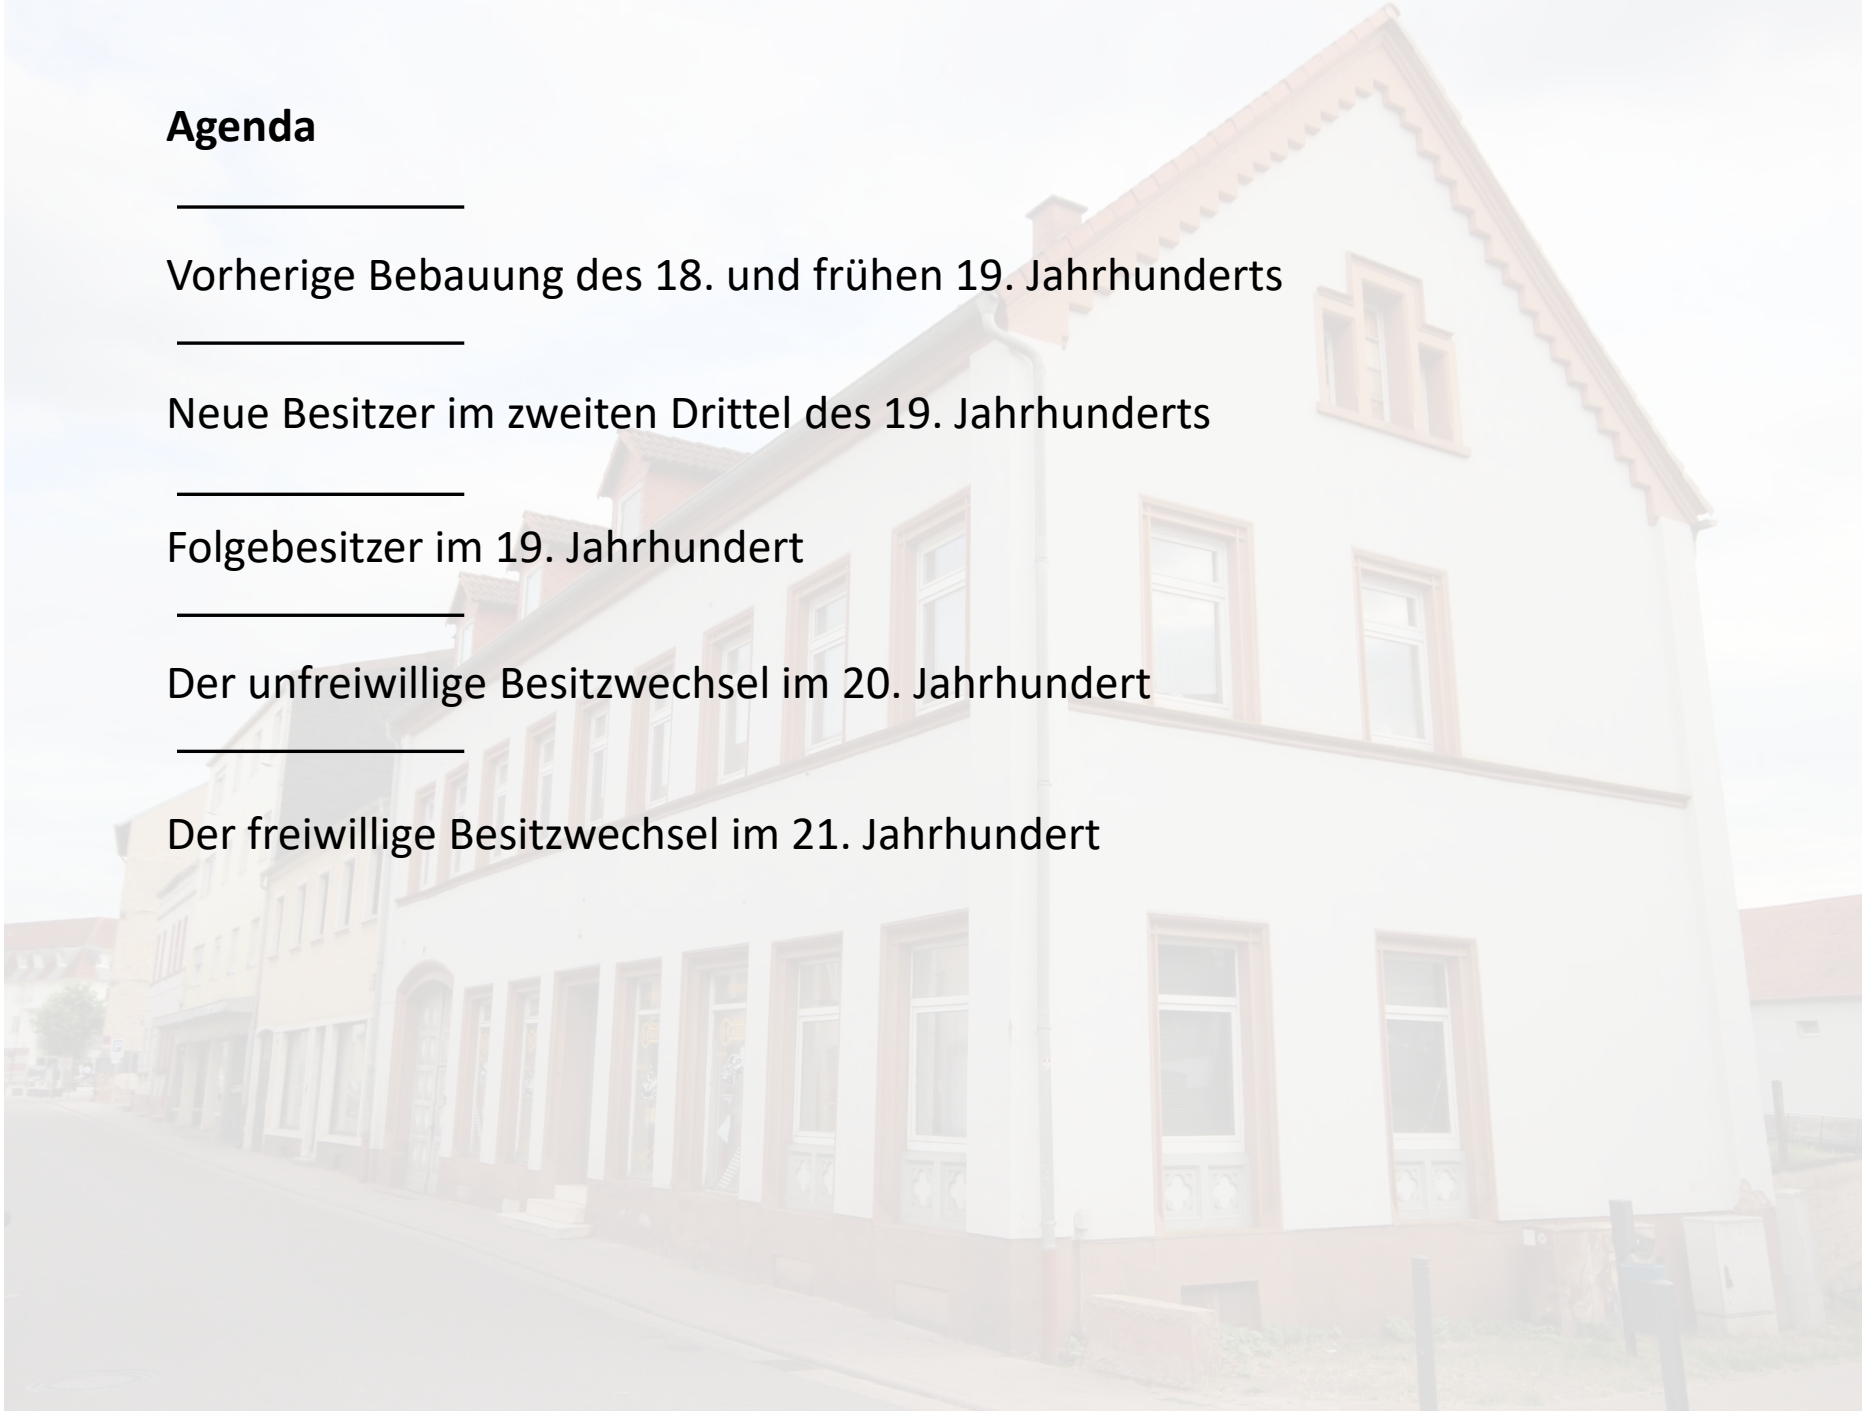 Agenda
Vorherige Bebauung des 18. und frühen 19. Jahrhunderts
Neue Besitzer im zweiten Drittel des 19. Jahrhunderts
Folgebesitzer im 19. Jahrhundert
Der unfreiwillige Besitzwechsel im 20. Jahrhundert
Der freiwillige Besitzwechsel im 21. Jahrhundert